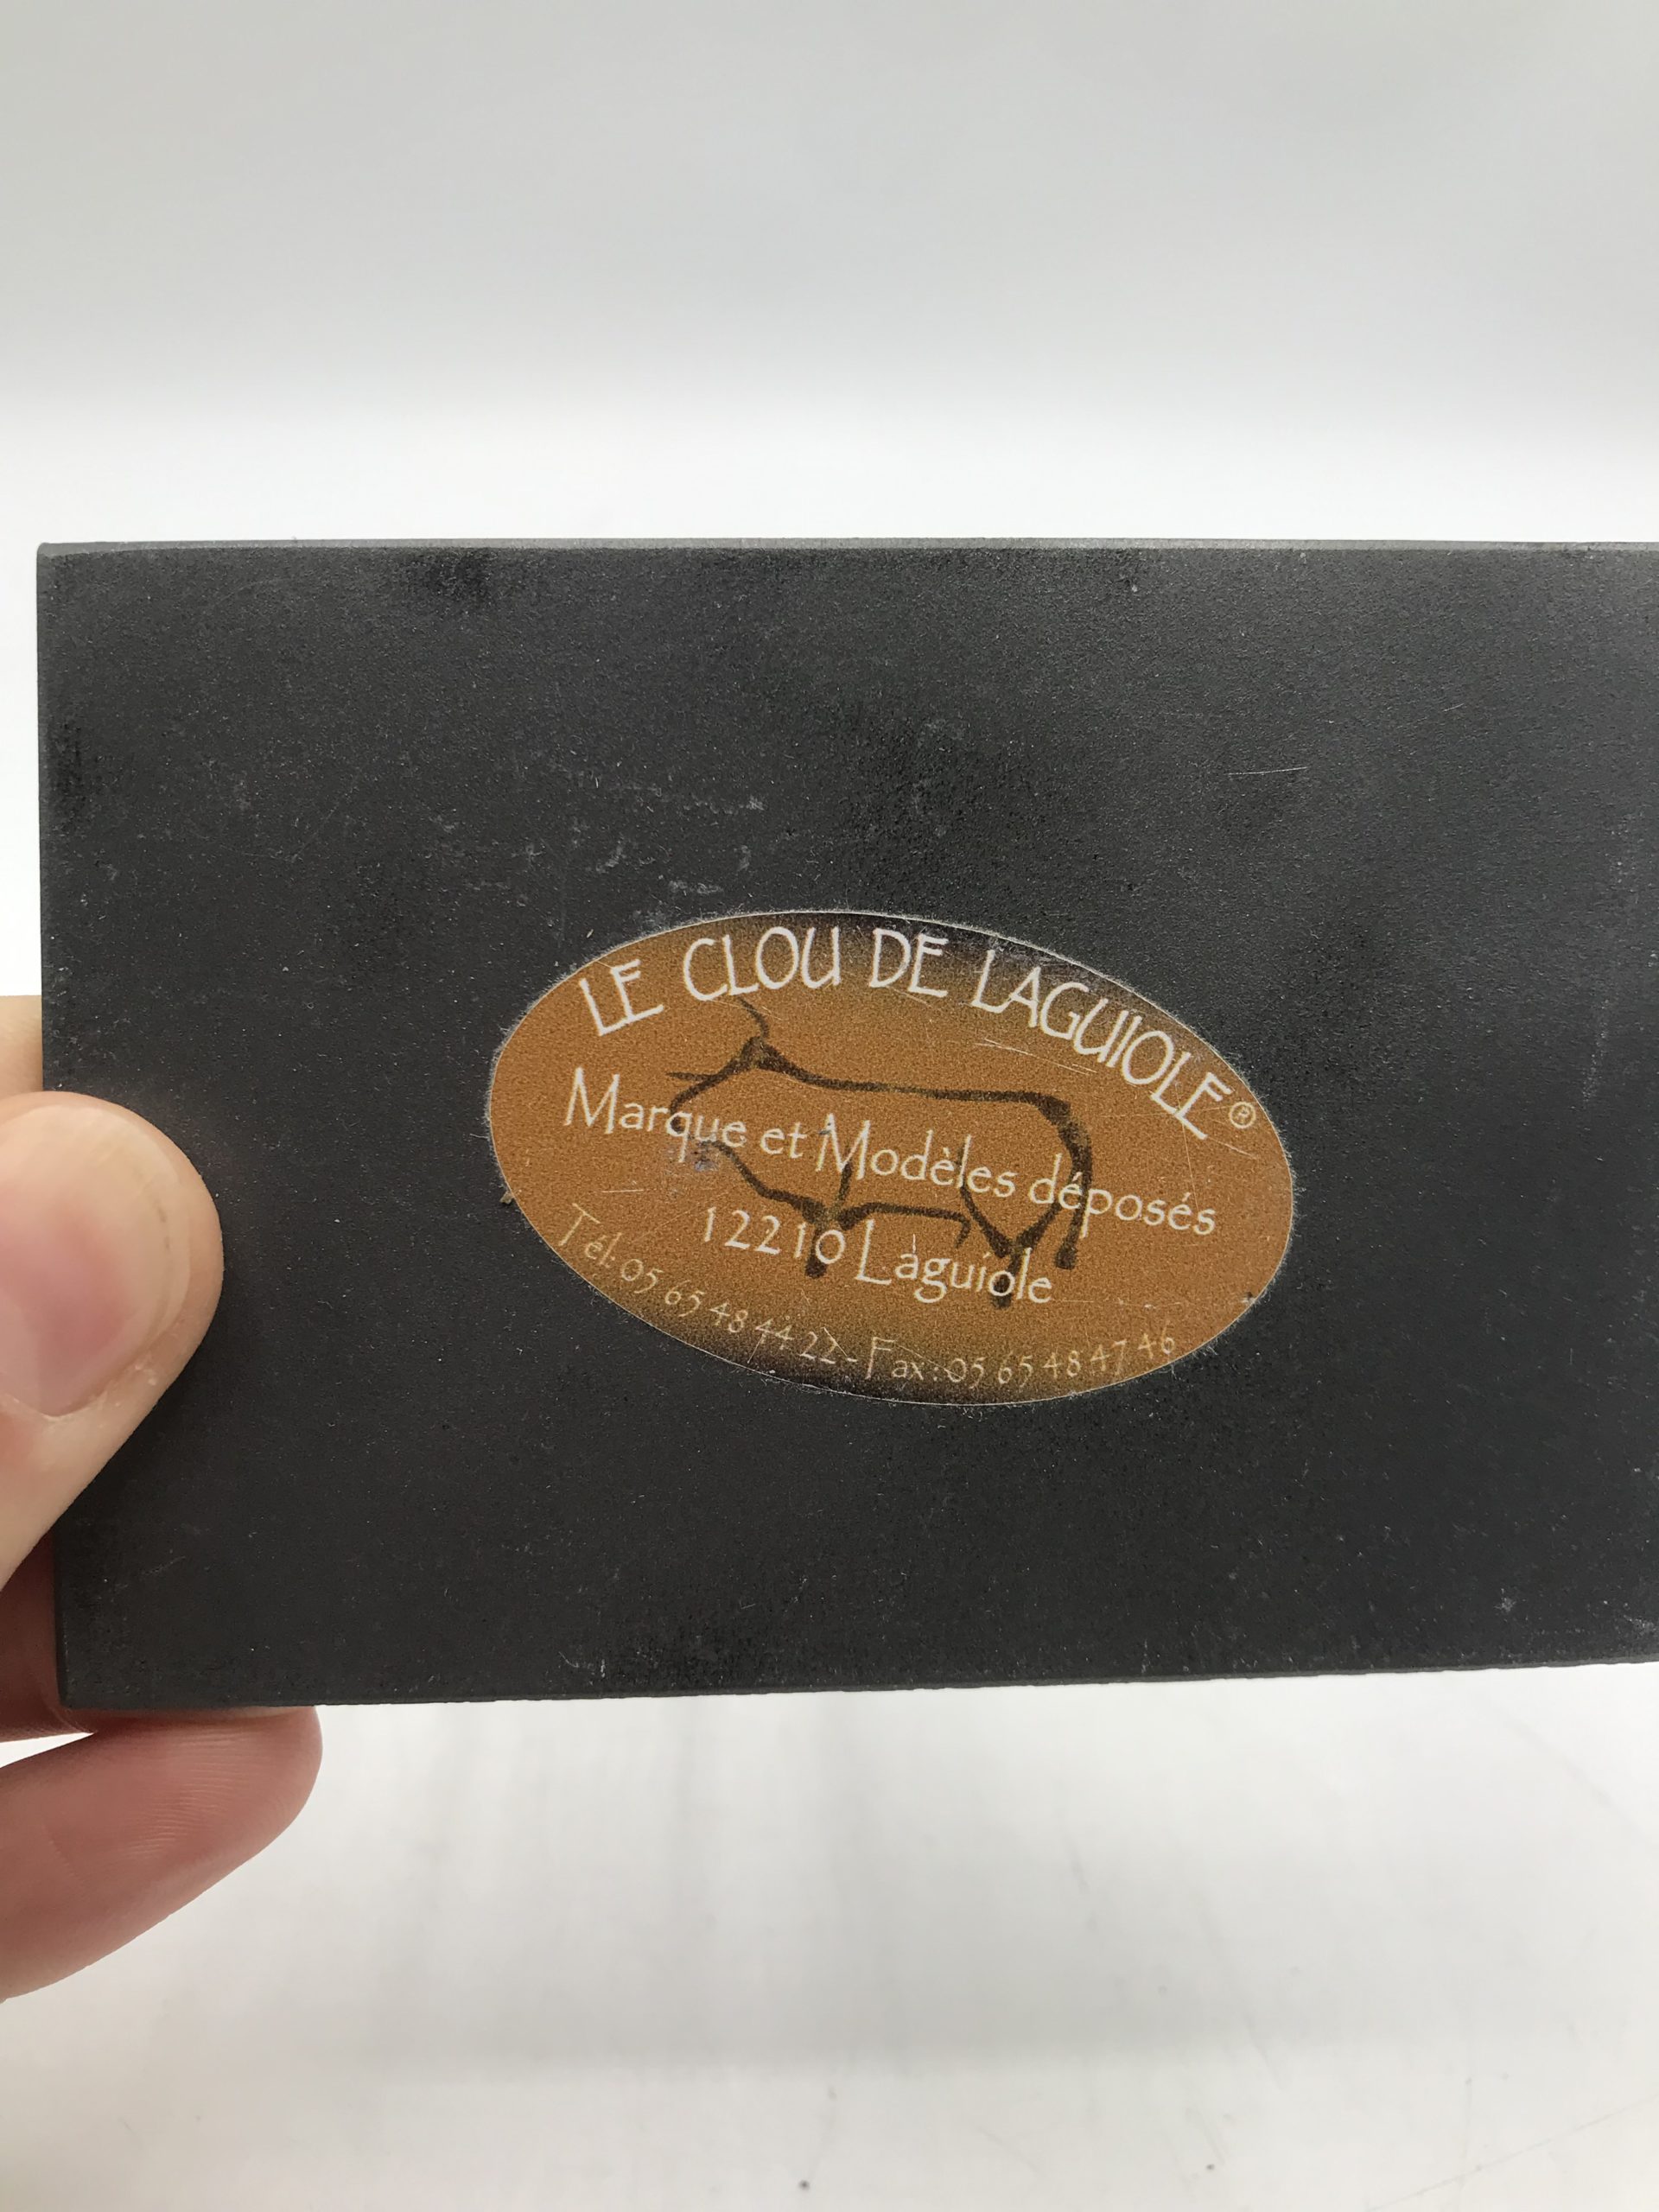 LE CLOU DE LAGUIOLE®
Marque et Modèles déposés
12210 Laguiole
Tél: 05 65 48 44 22 - Fax: 05 65 48 47 46